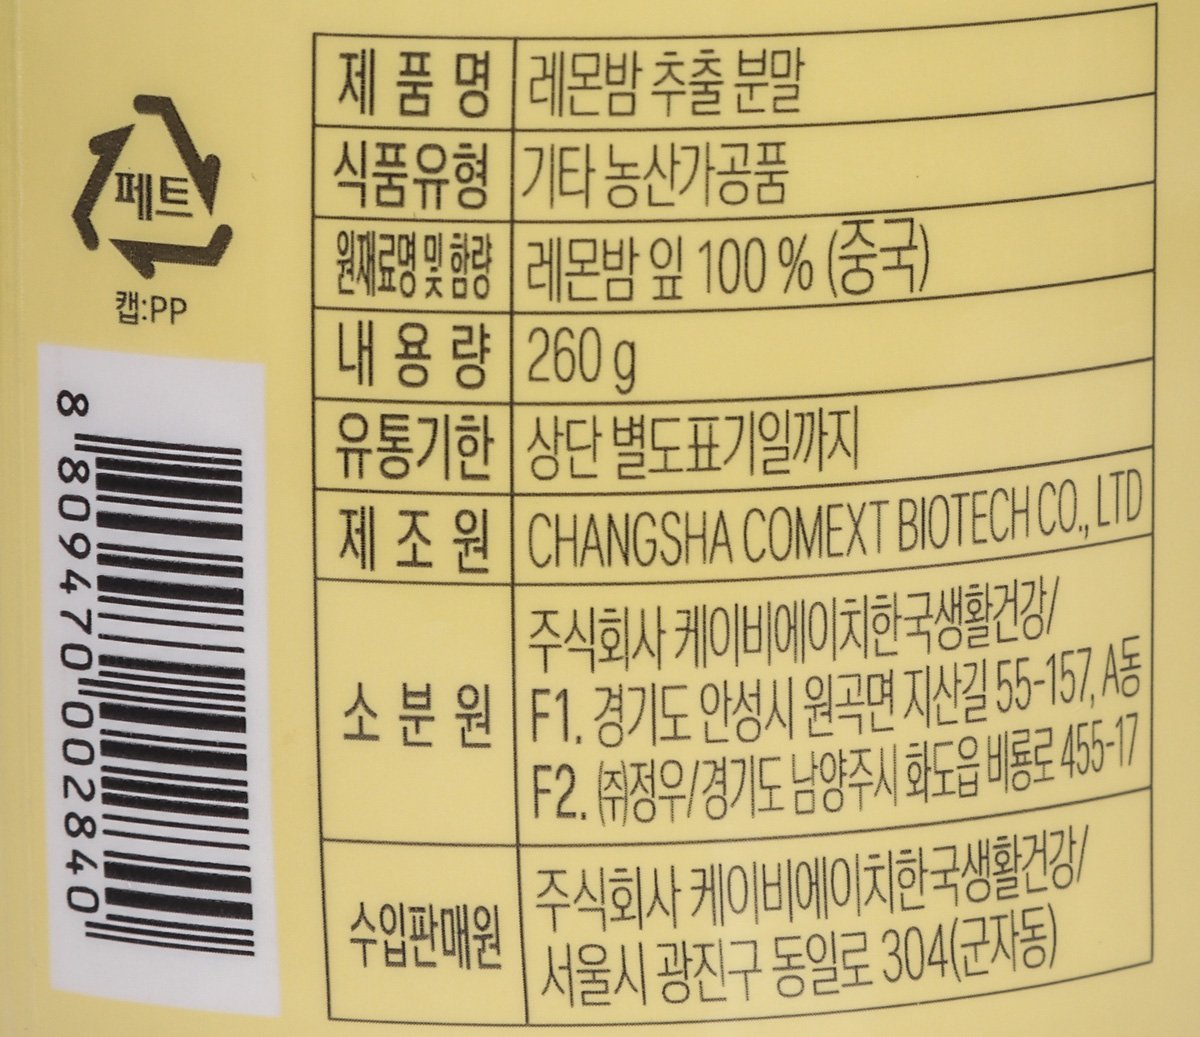 페트
캡:PP
8 809470 002840
제 품 명 레몬밤 추출 분말
식품유형 기타 농산가공품
원재료명 및 함량 레몬밤 잎 100 % (중국)
내 용 량 260 g
유통기한 상단 별도표기일까지
제 조 원 CHANGSHA COMEXT BIOTECH CO., LTD
소 분 원 주식회사 케이비에이치한국생활건강/
F1. 경기도 안성시 원곡면 지산길 55-157, A동
F2. ㈜정우/경기도 남양주시 화도읍 비룡로 455-17
수입판매원 주식회사 케이비에이치한국생활건강/
서울시 광진구 동일로 304(군자동)